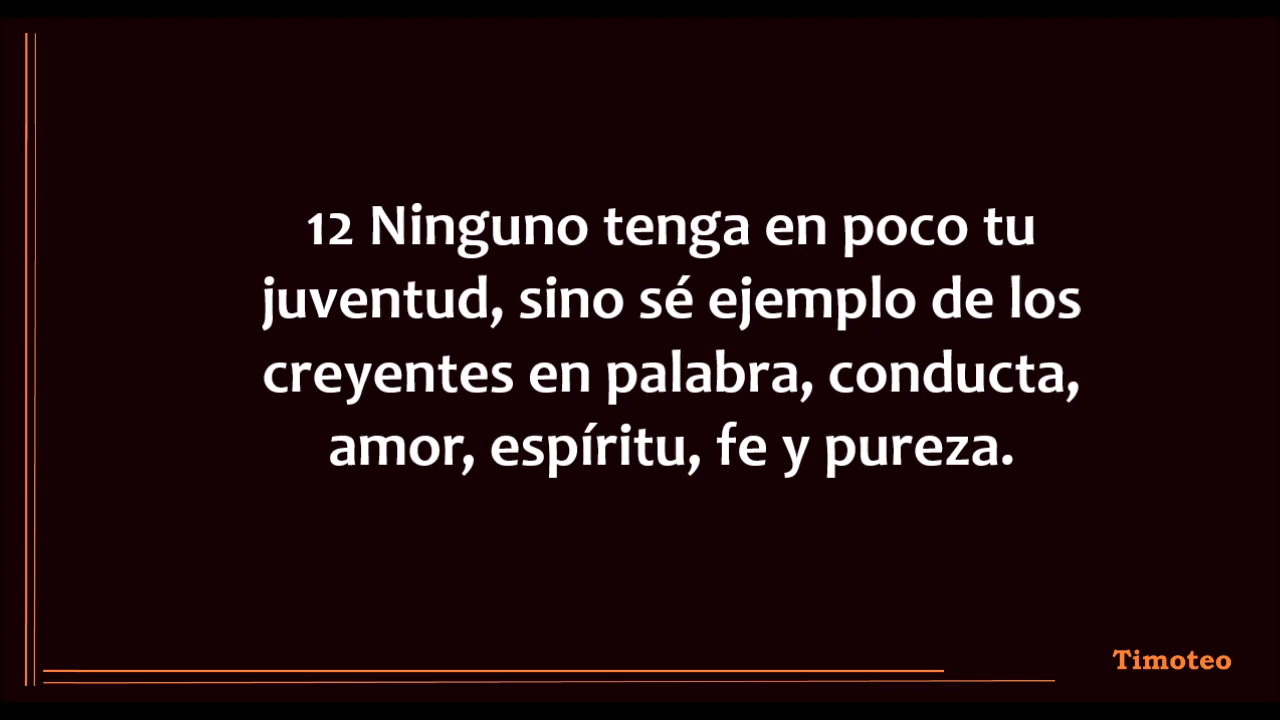 12 Ninguno tenga en poco tu
juventud, sino sé ejemplo de los
creyentes en palabra, conducta,
amor, espíritu, fe y pureza.
Timoteo